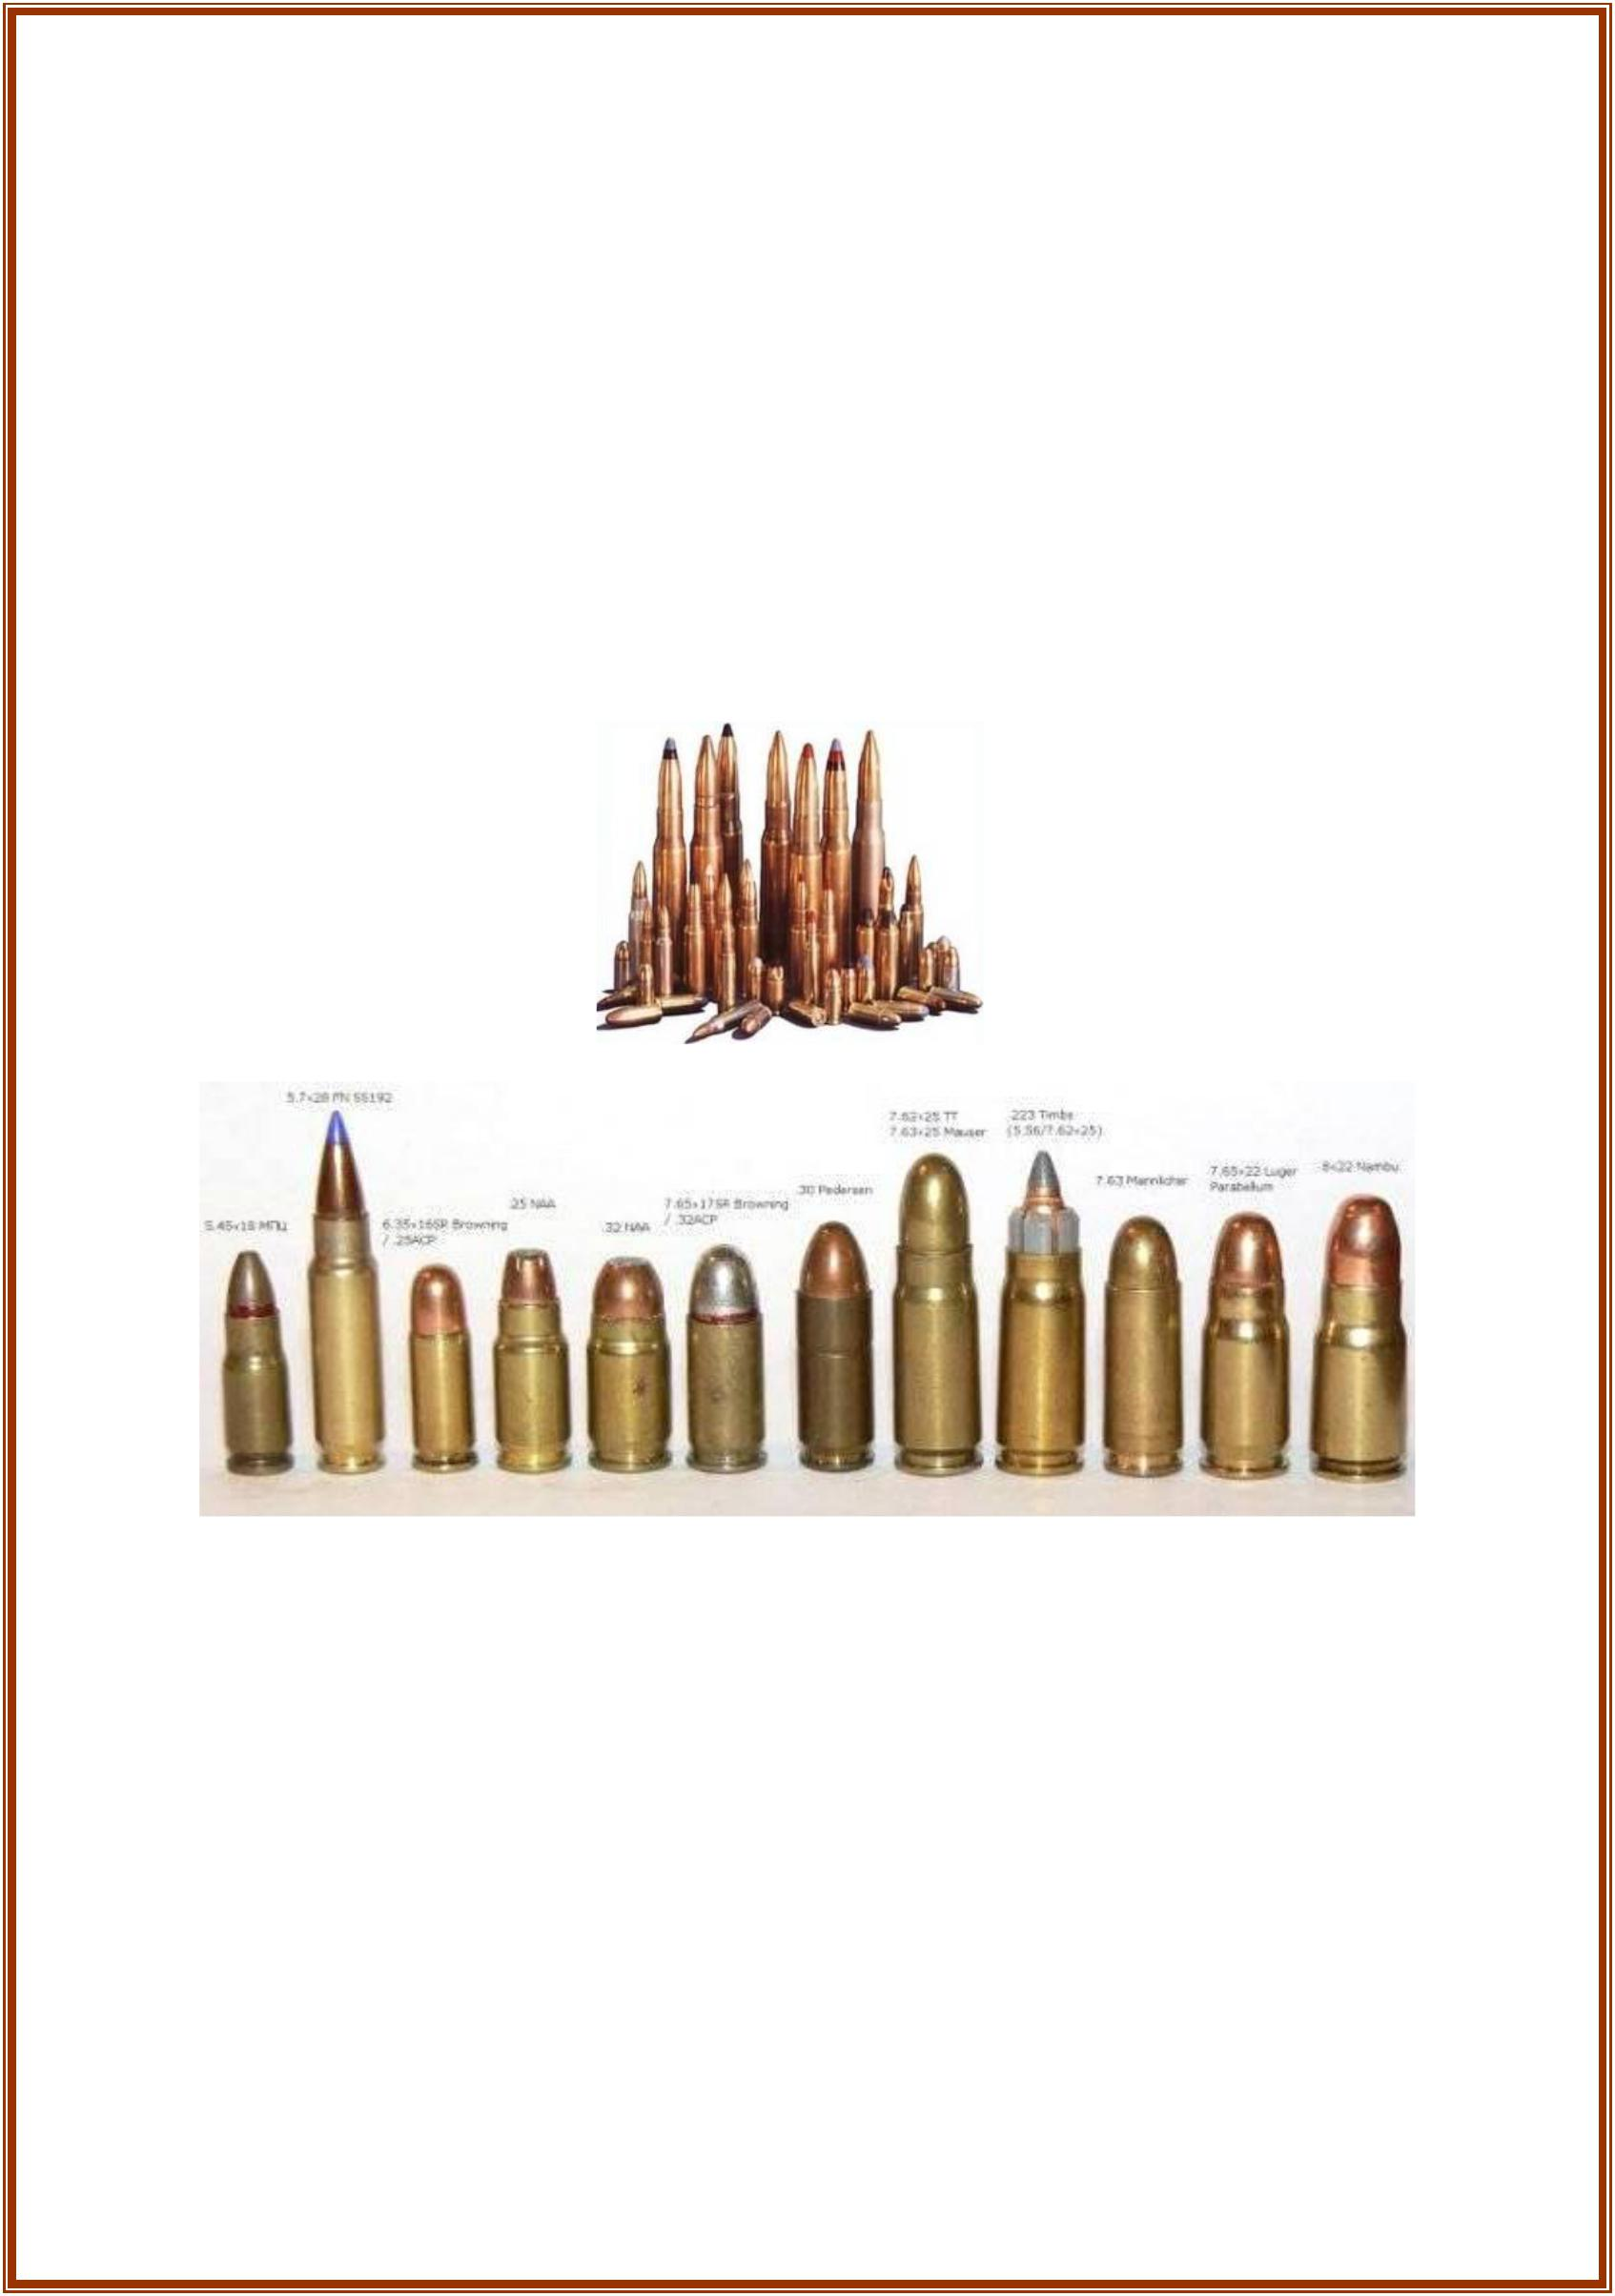 5.7×28 FN SS192
7.62×25 TT
7.63×25 Mauser
.223 Timbs
(5.56/7.62×25)
7.63 Mannlicher
7.65×22 Luger
Parabellum
8×22 Nambu
.30 Pedersen
.25 NAA
7.65×17SR Browning
/ .32ACP
5.45×18 МПЦ
6.35×16SR Browning
/ .25ACP
.32 NAA